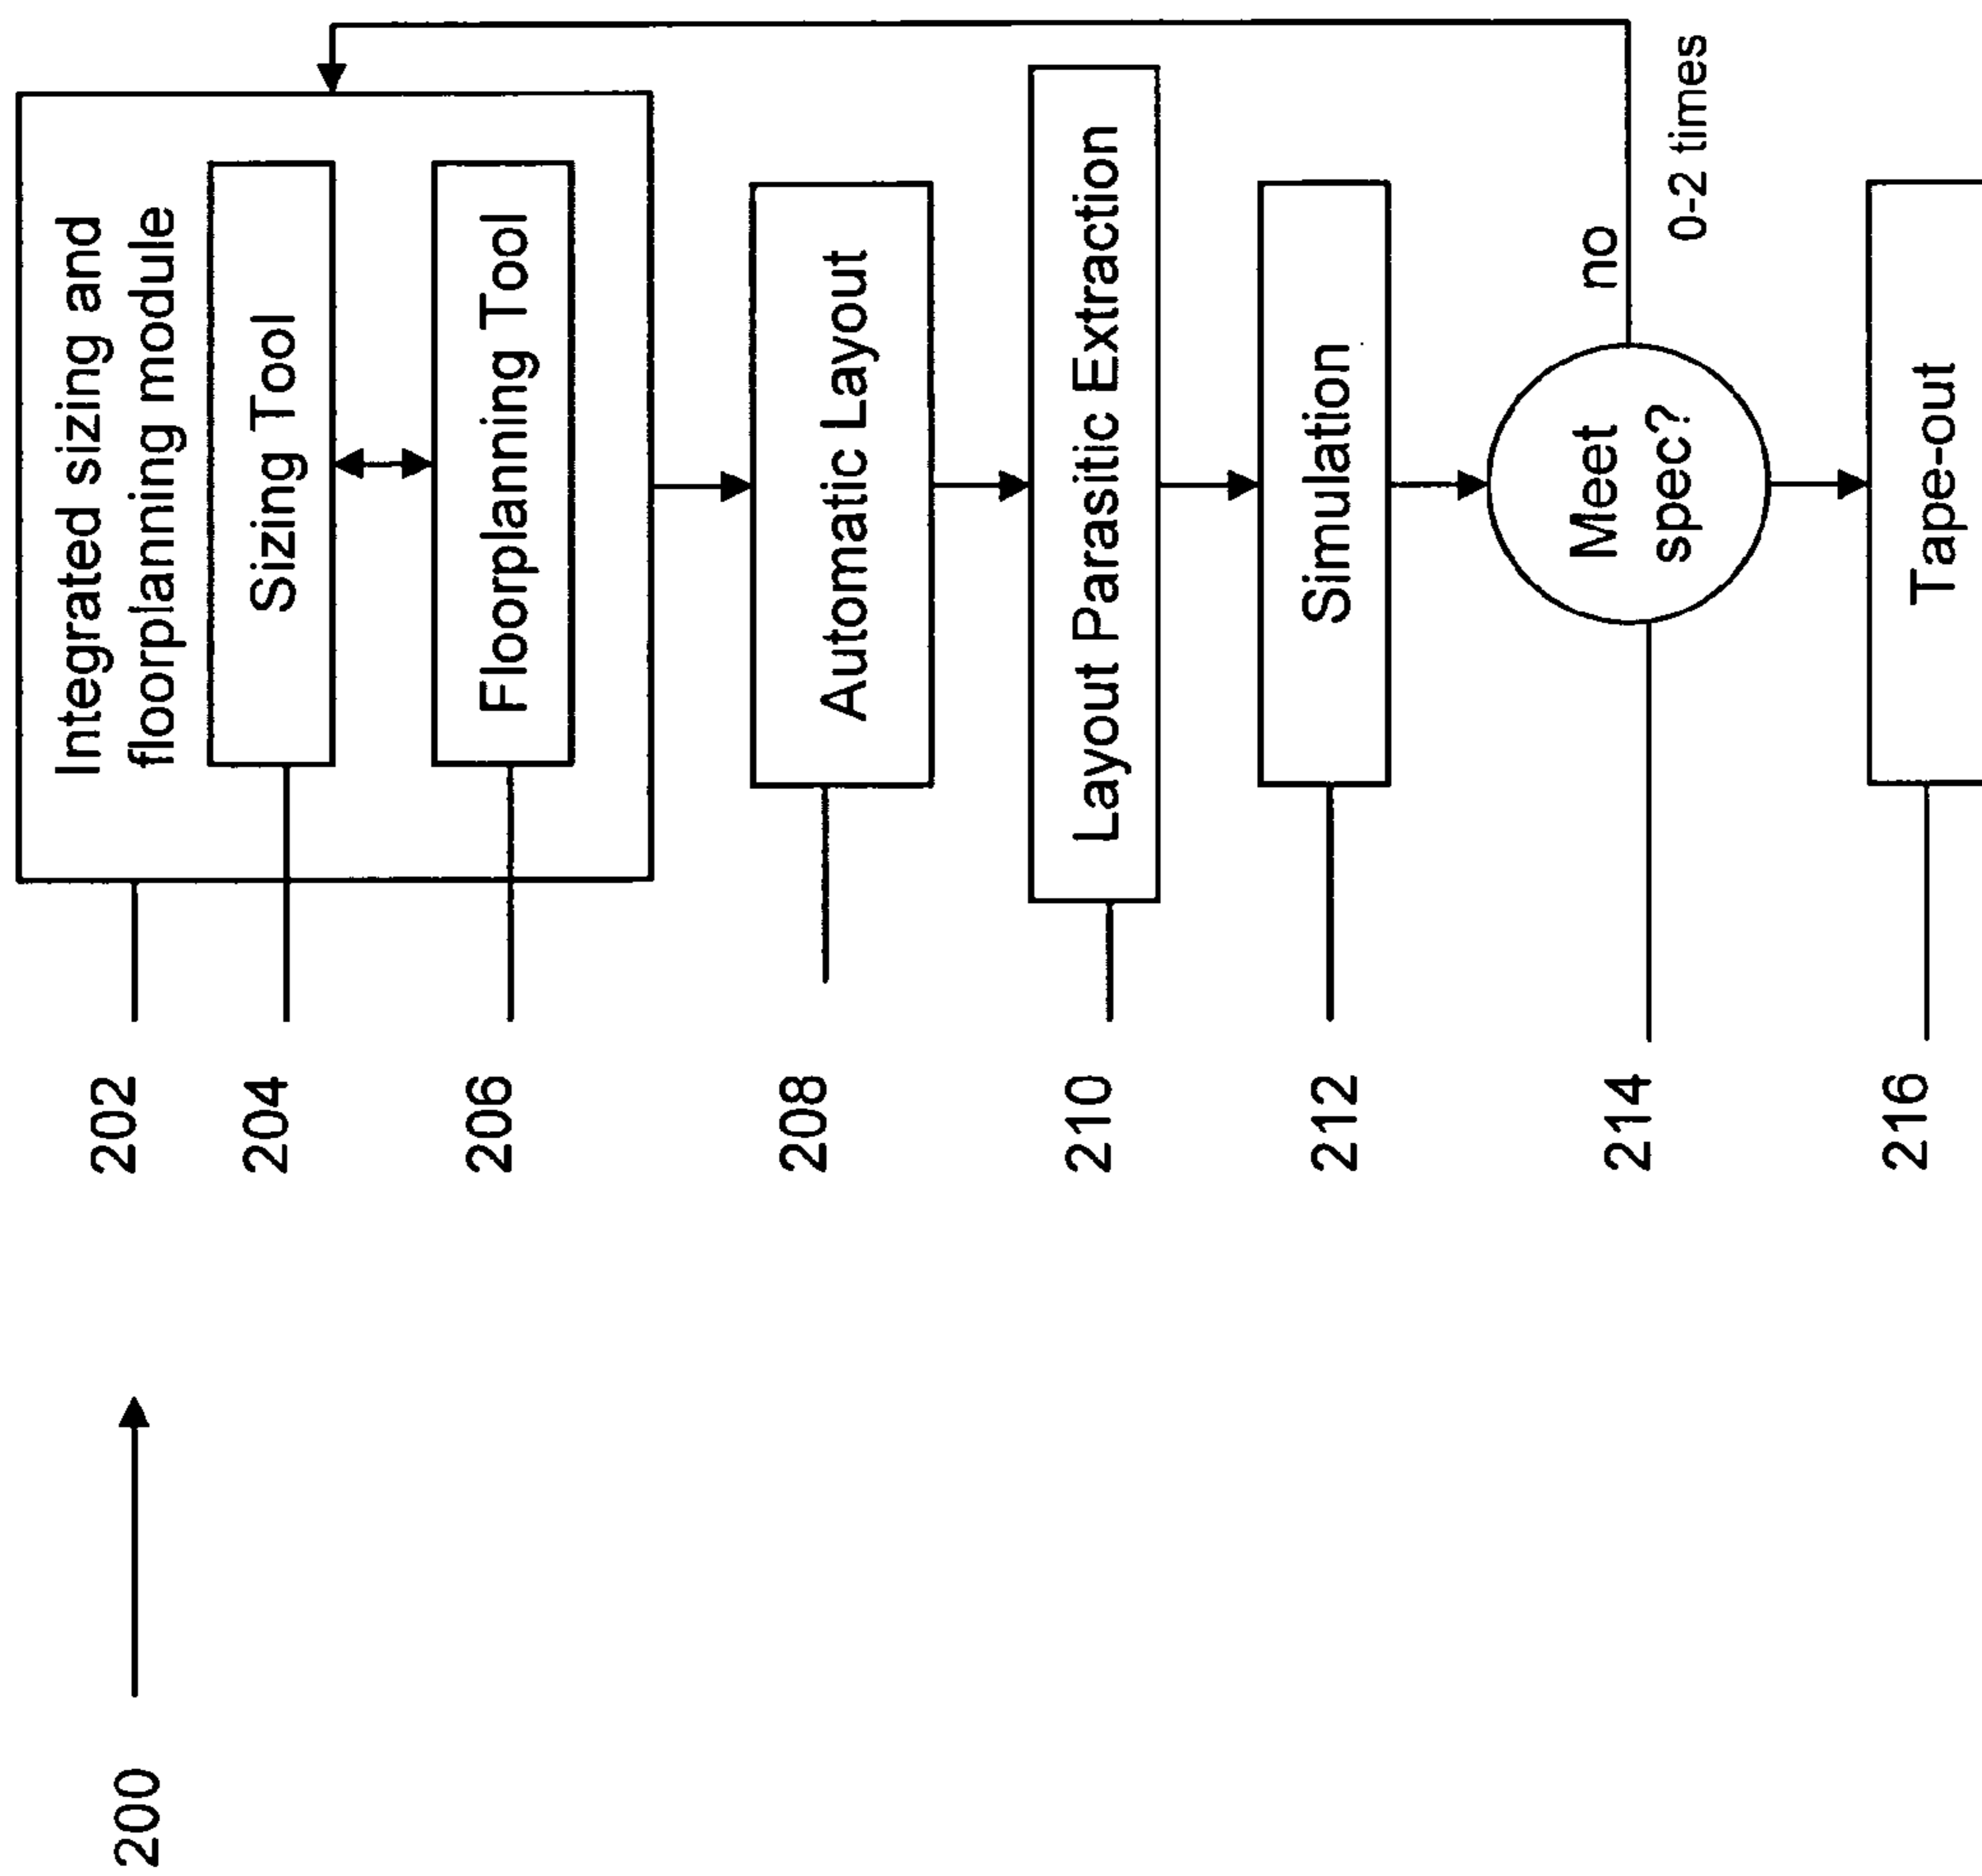 200
202
Integrated sizing and
floorplanning module
204
Sizing Tool
206
Floorplanning Tool
208
Automatic Layout
210
Layout Parasitic Extraction
212
Simulation
214
Meet
spec?
no
0-2 times
216
Tape-out